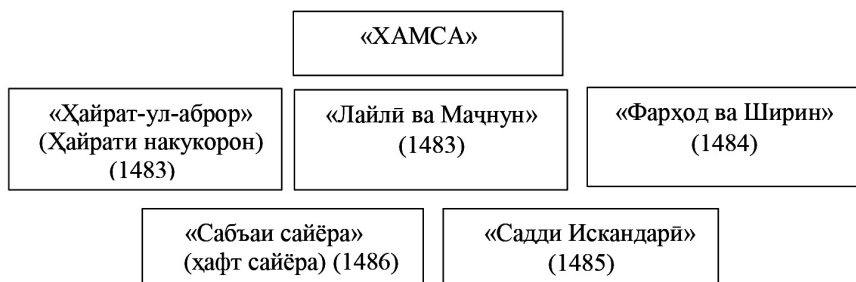 «ХАМСА»
«Ҳайрат-ул-аброр»
(Ҳайрати накукорон)
(1483)
«Лайлӣ ва Маҷнун»
(1483)
«Фарҳод ва Ширин»
(1484)
«Сабъаи сайёра»
(ҳафт сайёра) (1486)
«Садди Искандарӣ»
(1485)